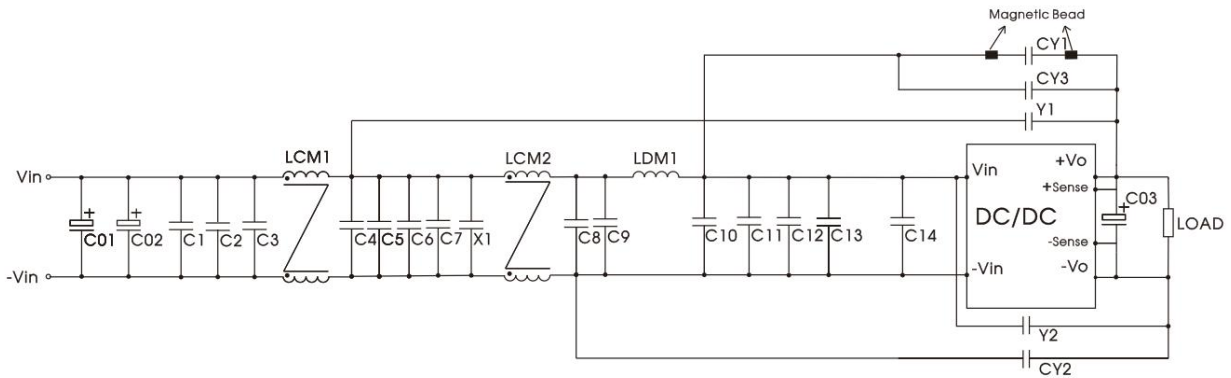 Magnetic Bead
CY1
CY3
Y1
LCM1 LCM2 LDM1
Vin Vin +Vo
+Sense
C03
+ + +
C01 C02 C1 C2 C3 C4 C5 C6 C7 X1 C8 C9 C10 C11 C12 C13 C14 DC/DC LOAD
-Sense
-Vin -Vin -Vo
Y2
CY2